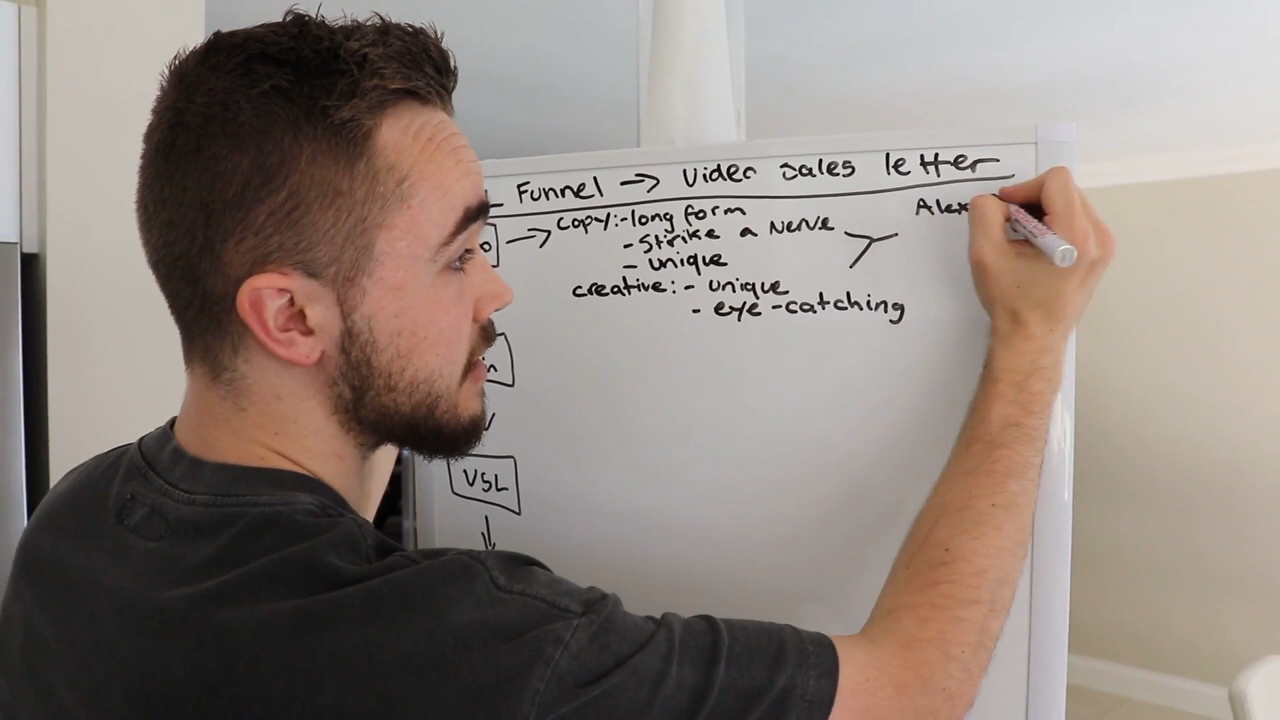 Funnel → Video sales letter
→ copy:-long form
- Strike a Nerve
- unique
creative: - unique
- eye-catching
Alex
VSL